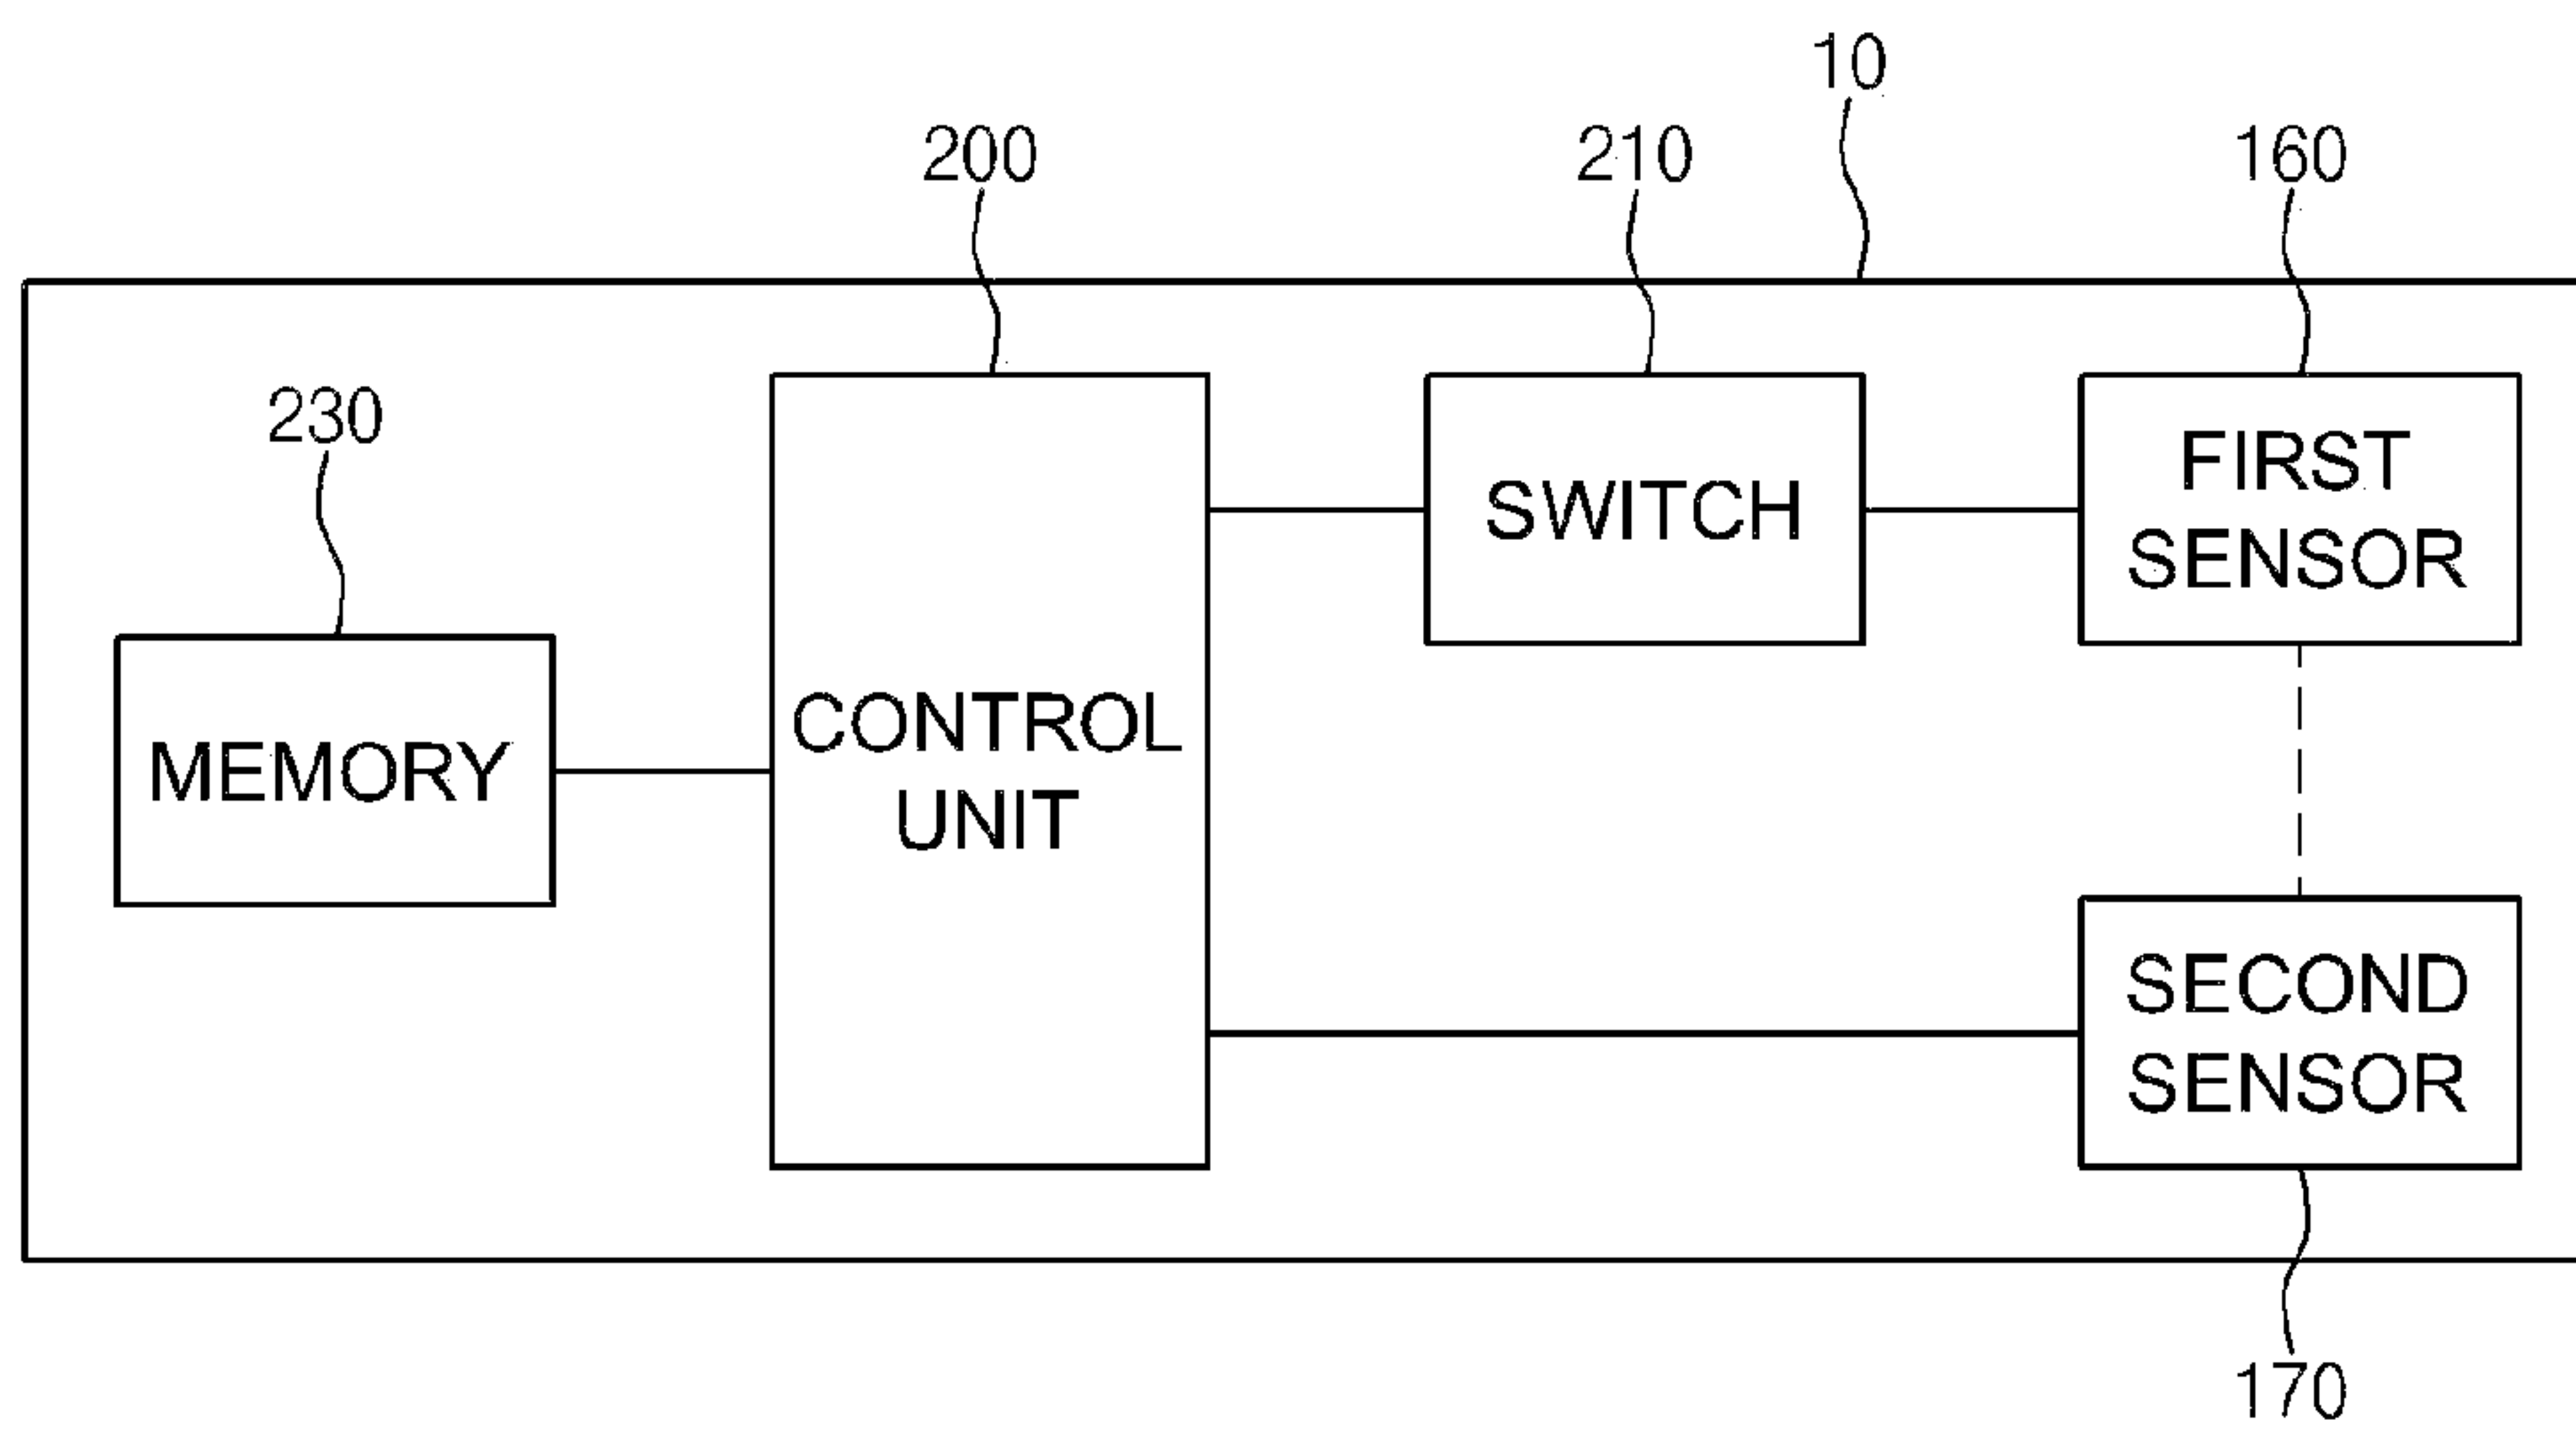 10
200
210
160
230
FIRST
SENSOR
SWITCH
MEMORY
CONTROL
UNIT
SECOND
SENSOR
170